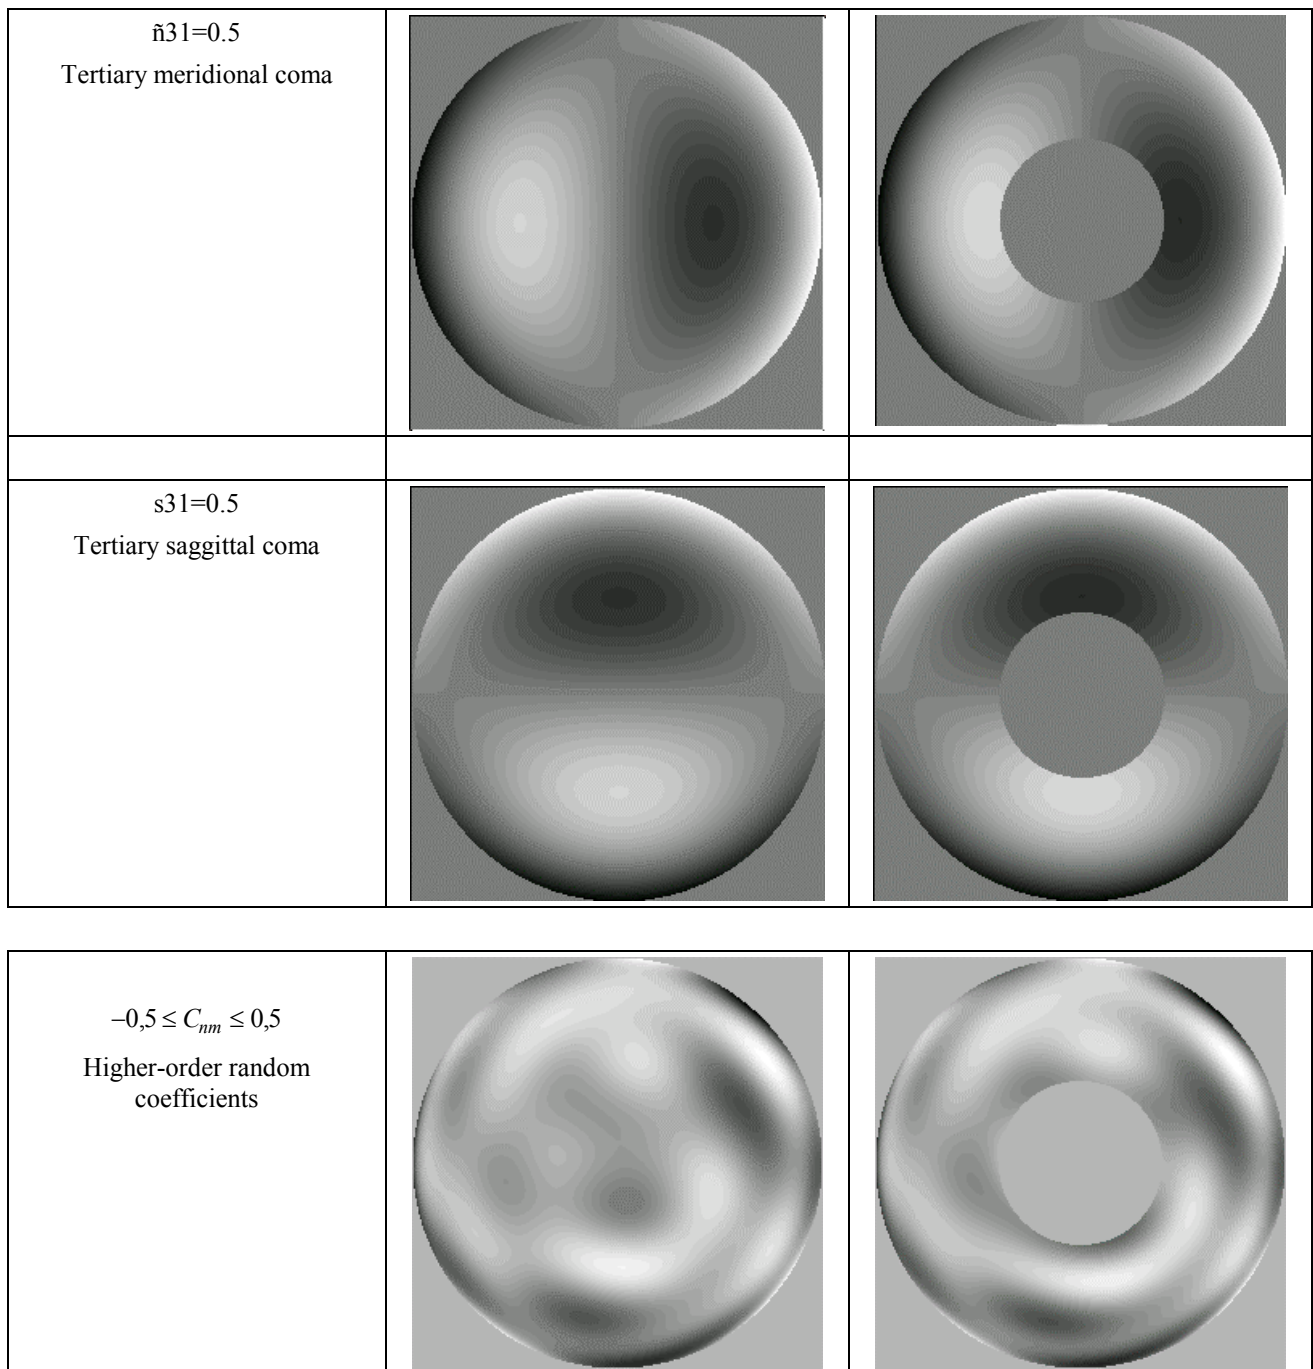 ñ31=0.5
Tertiary meridional coma
s31=0.5
Tertiary saggittal coma
–0,5 ≤ Cnm ≤ 0,5
Higher-order random
coefficients